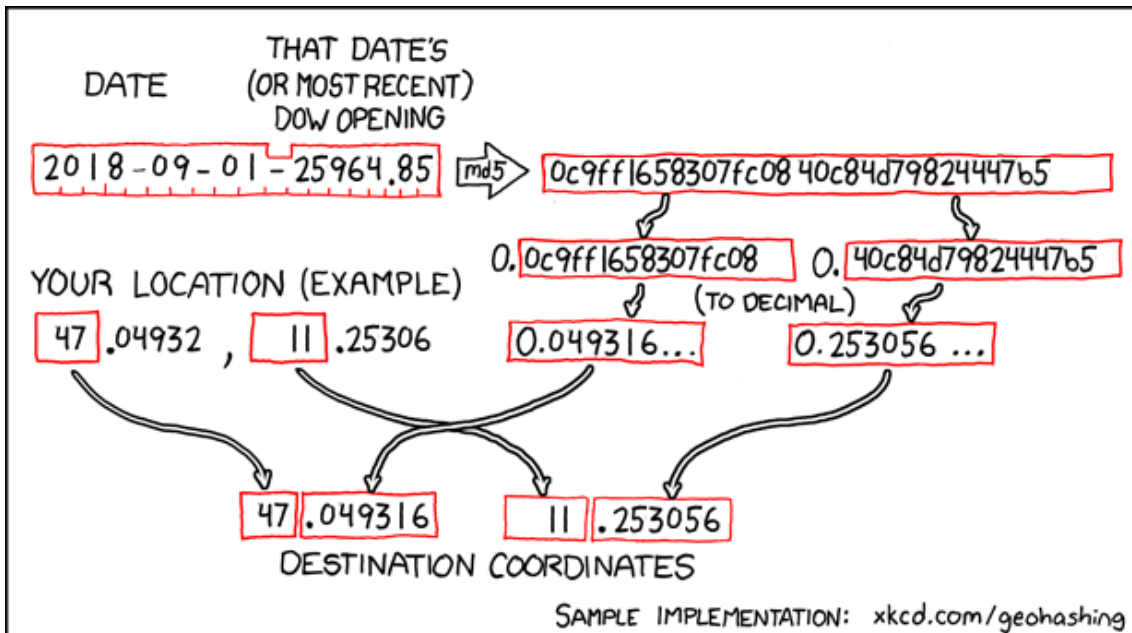 THAT DATE'S
DATE (OR MOST RECENT)
DOW OPENING
2018-09-01-25964.85 md5 0c9ff1658307fc08 40c84d79824447b5
0.0c9ff1658307fc08 0.40c84d79824447b5
YOUR LOCATION (EXAMPLE) (TO DECIMAL)
47.04932, 11.25306 0.049316... 0.253056...
47.049316 11.253056
DESTINATION COORDINATES
SAMPLE IMPLEMENTATION: xkcd.com/geohashing